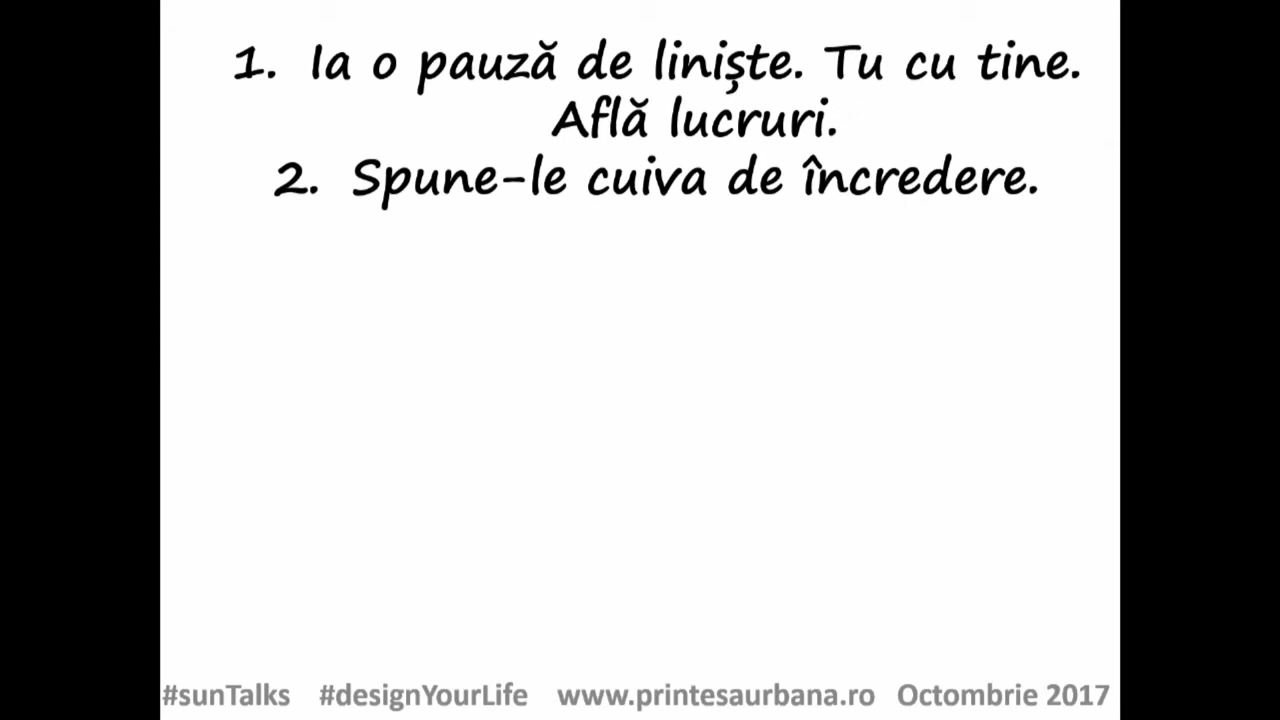 1. Ia o pauză de liniște. Tu cu tine.
Află lucruri.
2. Spune-le cuiva de încredere.
#sunTalks #designYourLife www.printesaurbana.ro Octombrie 2017